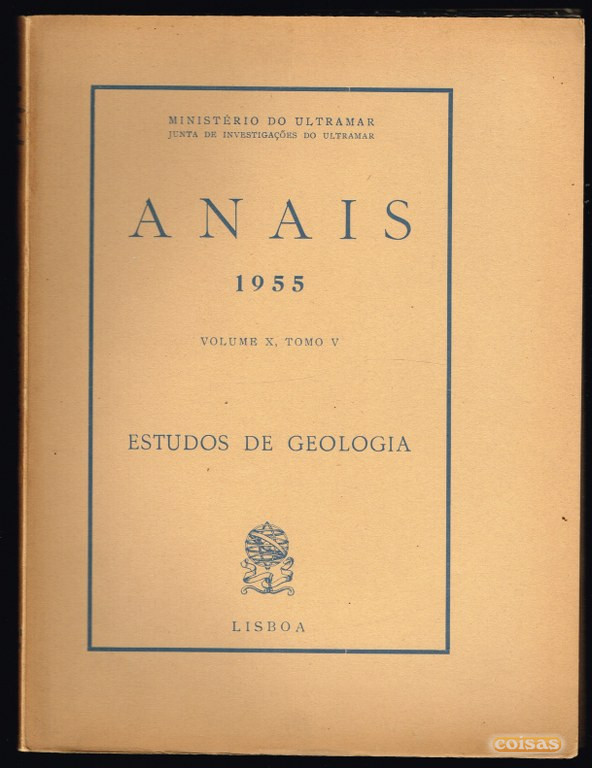 MINISTÉRIO DO ULTRAMAR
JUNTA DE INVESTIGAÇÕES DO ULTRAMAR
ANAIS
1955
VOLUME X, TOMO V
ESTUDOS DE GEOLOGIA
LISBOA
coisas